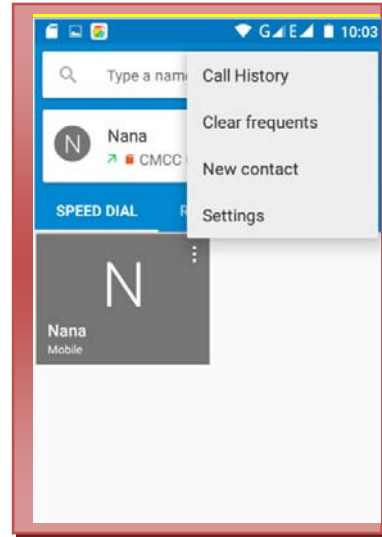 G E 10:03
Type a nam
Call History
Clear frequents
New contact
Settings
N
Nana
CMCC
SPEED DIAL R
N
Nana
Mobile